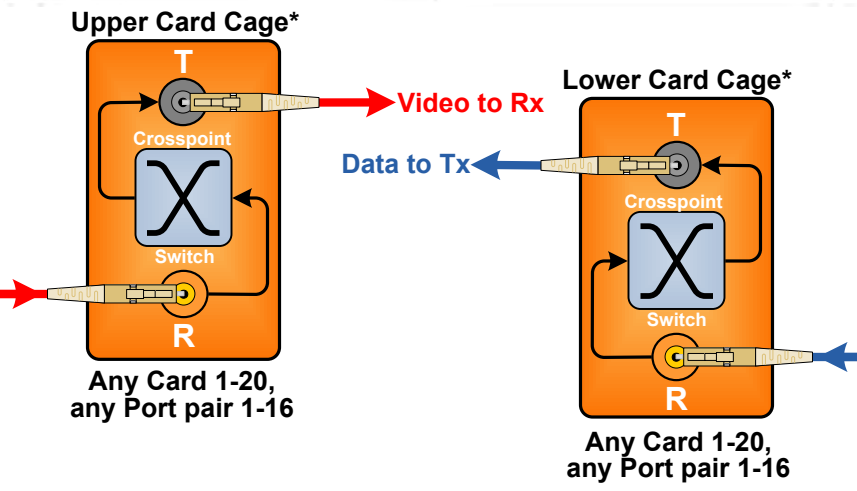 Upper Card Cage*
T
Video to Rx
Crosspoint
Switch
R
Any Card 1-20,
any Port pair 1-16
Lower Card Cage*
T
Data to Tx
Crosspoint
Switch
R
Any Card 1-20,
any Port pair 1-16